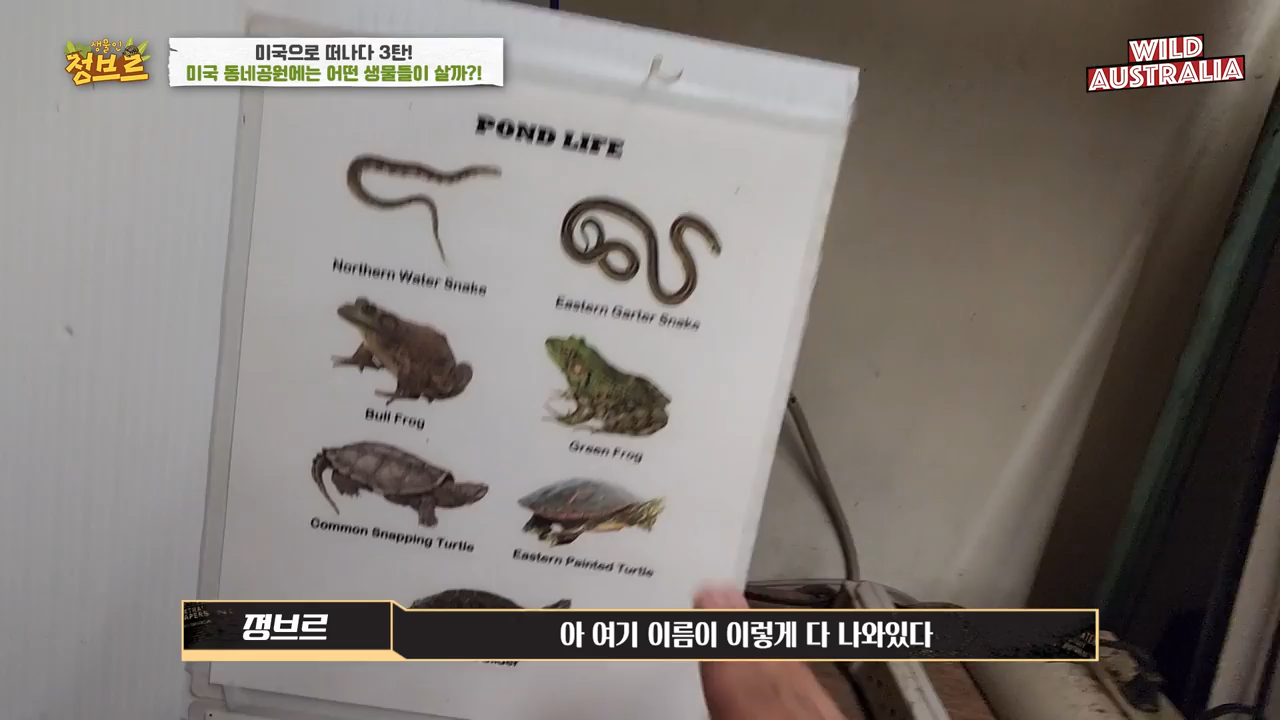 생물인
정브르
미국으로 떠나다 3탄!
미국 동네공원에는 어떤 생물들이 살까?!
WILD
AUSTRALIA
POND LIFE
Northern Water Snake
Eastern Garter Snake
Bull Frog
Green Frog
Common Snapping Turtle
Eastern Painted Turtle
정브르
아 여기 이름이 이렇게 다 나와있다